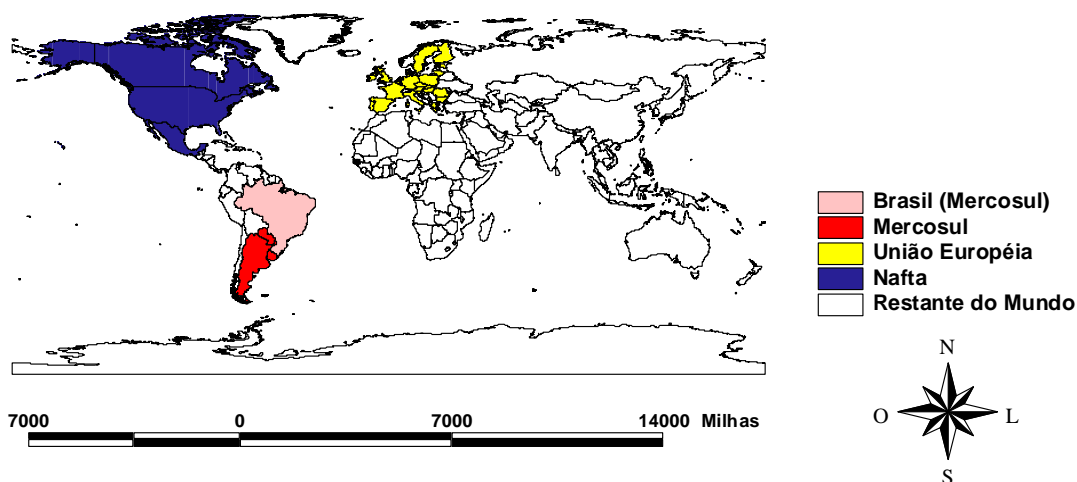 Brasil (Mercosul)
Mercosul
União Européia
Nafta
Restante do Mundo
N
O L
S
7000 0 7000 14000 Milhas